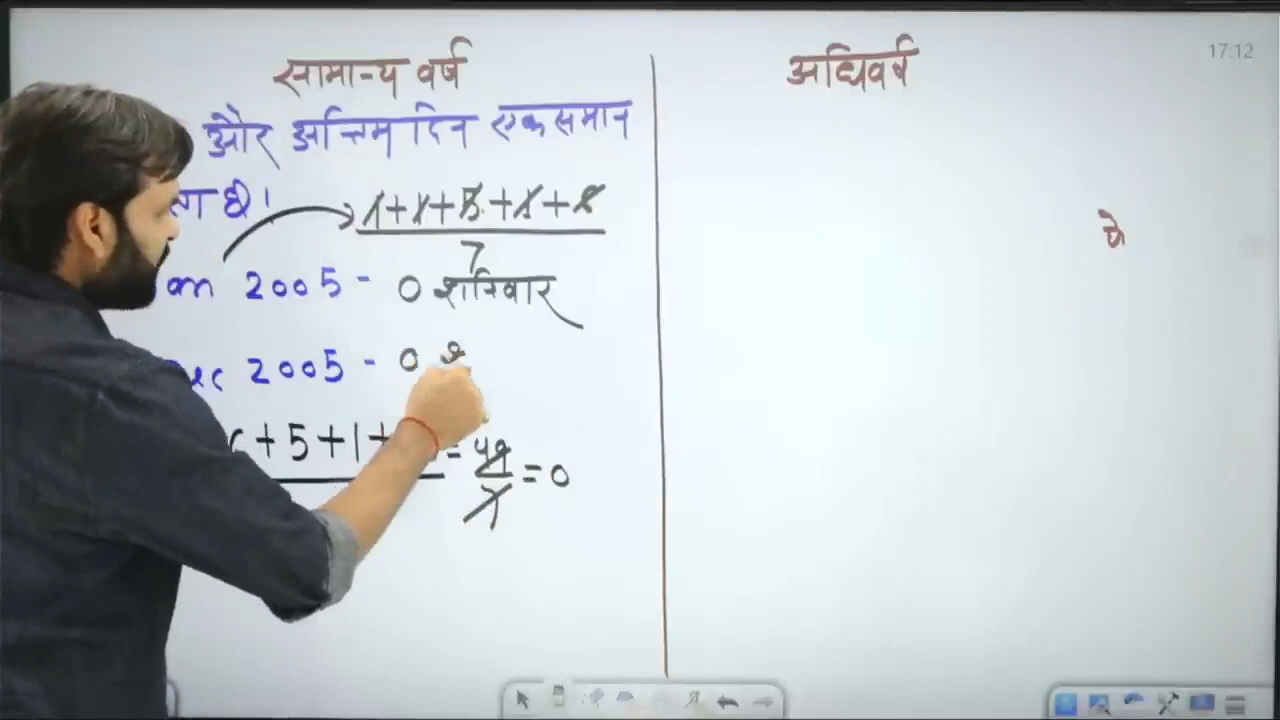 सामान्य वर्ष
और अन्तिम दिन एकसमान
है।
1+1+5+1+6
7
2005 - 0 शनिवार
2005 - 0
+5+1+
= 49
7
= 0
अधिवर्ष
17.12